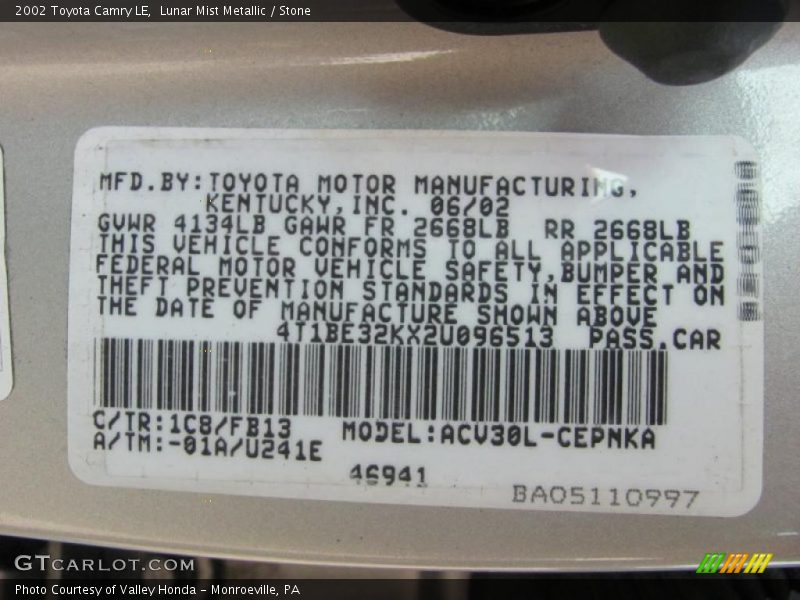 2002 Toyota Camry LE,  Lunar Mist Metallic / Stone
MFD.BY:TOYOTA MOTOR MANUFACTURING,
KENTUCKY,INC. 06/02
GVWR 4134LB GAWR FR 2668LB RR 2668LB
THIS VEHICLE CONFORMS TO ALL APPLICABLE
FEDERAL MOTOR VEHICLE SAFETY,BUMPER AND
THEFT PREVENTION STANDARDS IN EFFECT ON
THE DATE OF MANUFACTURE SHOWN ABOVE
4T1BE32KX2U096513 PASS.CAR
C/TR:1C8/FB13 MODEL:ACV30L-CEPNKA
A/TM:-01A/U241E
46941
BA05110997
GTCARLOT.COM
Photo Courtesy of Valley Honda - Monroeville, PA